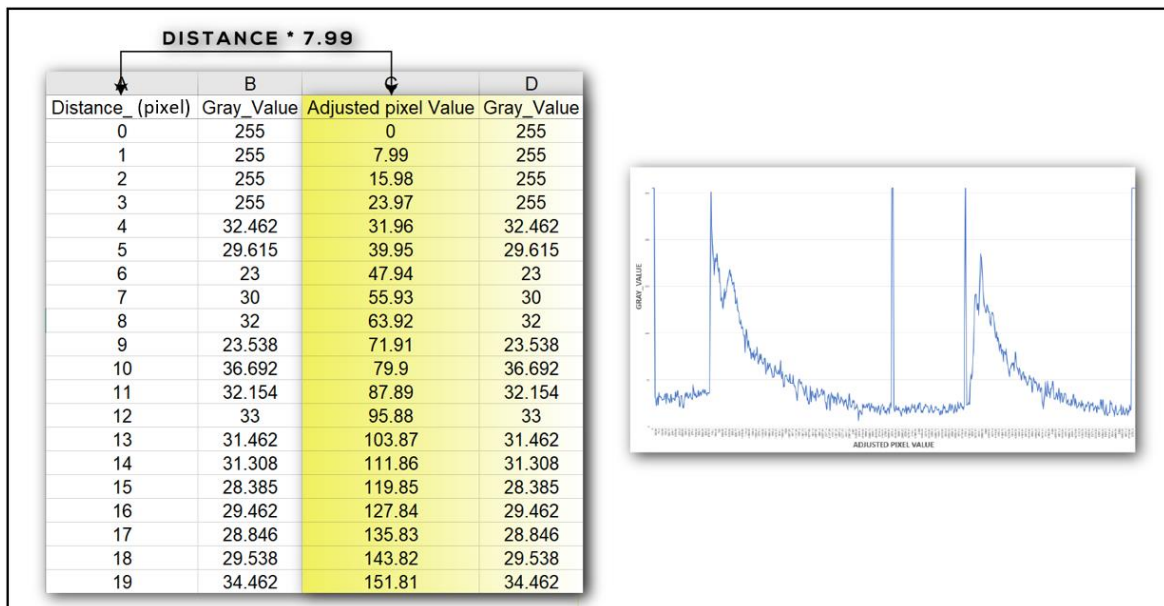 DISTANCE * 7.99
A B C D
Distance_ (pixel) Gray_Value Adjusted pixel Value Gray_Value
0 255 0 255
1 255 7.99 255
2 255 15.98 255
3 255 23.97 255
4 32.462 31.96 32.462
5 29.615 39.95 29.615
6 23 47.94 23
7 30 55.93 30
8 32 63.92 32
9 23.538 71.91 23.538
10 36.692 79.9 36.692
11 32.154 87.89 32.154
12 33 95.88 33
13 31.462 103.87 31.462
14 31.308 111.86 31.308
15 28.385 119.85 28.385
16 29.462 127.84 29.462
17 28.846 135.83 28.846
18 29.538 143.82 29.538
19 34.462 151.81 34.462
GRAY_VALUE
ADJUSTED PIXEL VALUE